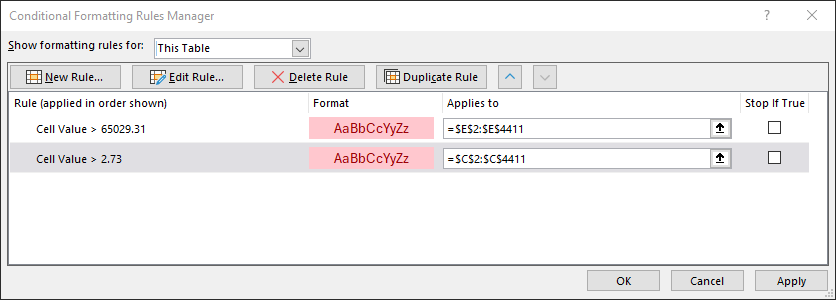 Conditional Formatting Rules Manager ? ×
Show formatting rules for: This Table
New Rule... Edit Rule... Delete Rule Duplicate Rule
Rule (applied in order shown) Format Applies to Stop If True
Cell Value > 65029.31 AaBbCcYyZz =$E$2:$E$4411
Cell Value > 2.73 AaBbCcYyZz =$C$2:$C$4411
OK Cancel Apply